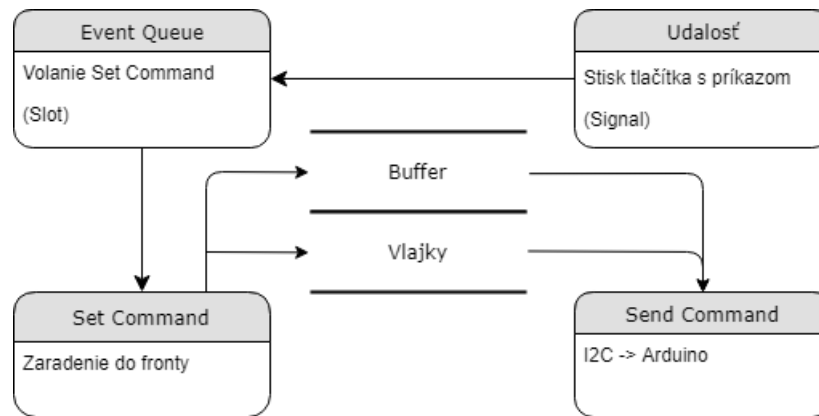 Event Queue
Volanie Set Command
(Slot)
Udalosť
Stisk tlačítka s príkazom
(Signal)
Buffer
Vlajky
Set Command
Zaradenie do fronty
Send Command
I2C -> Arduino